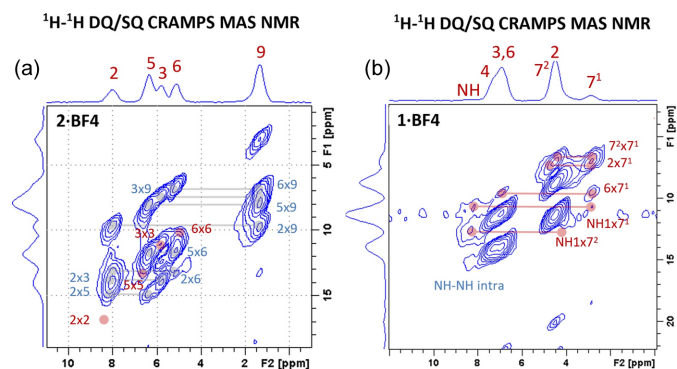 ¹H-¹H DQ/SQ CRAMPS MAS NMR
(a)
2
5
3
6
9
2·BF4
F1 [ppm]
5
10
15
3x9
6x9
5x9
3x3
6x6
2x9
5x6
2x3
2x5
5x5
2x6
2x2
10
8
6
4
2
F2 [ppm]
¹H-¹H DQ/SQ CRAMPS MAS NMR
(b)
3,6
2
NH
4
7²
7¹
1·BF4
F1 [ppm]
5
10
15
20
7²x7¹
2x7¹
6x7¹
NH1x7¹
NH1x7²
NH-NH intra
10
8
6
4
2
F2 [ppm]